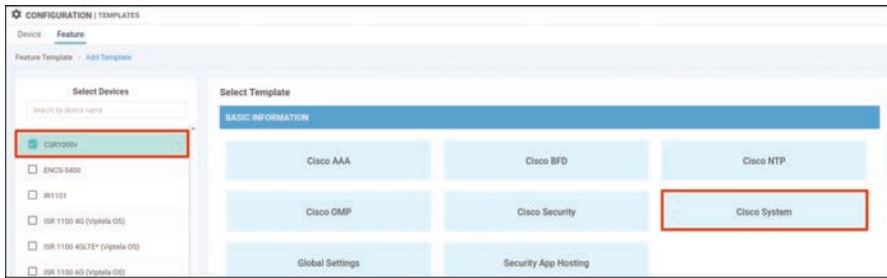 CONFIGURATION | TEMPLATES
Device Feature
Feature Template > Add Template
Select Devices
Search by device name
CSR1000v
ENCS-5400
IR1101
ISR 1100 4G (Viptela OS)
ISR 1100 4GLTE* (Viptela OS)
ISR 1100 6G (Viptela OS)
Select Template
BASIC INFORMATION
Cisco AAA
Cisco BFD
Cisco NTP
Cisco OMP
Cisco Security
Cisco System
Global Settings
Security App Hosting